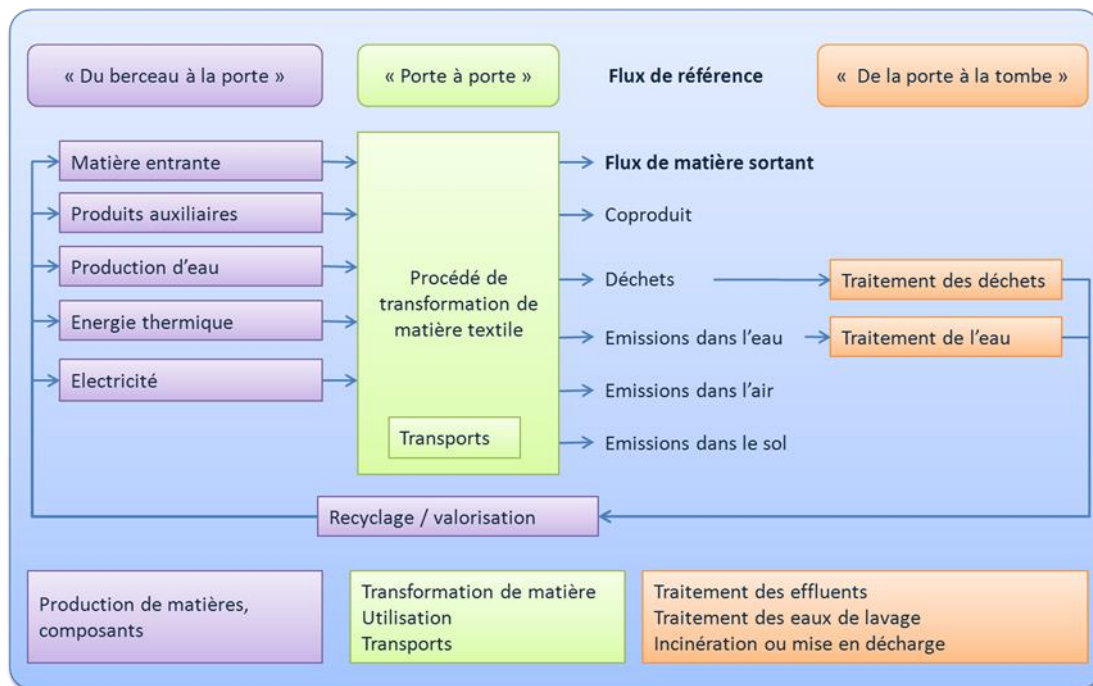 « Du berceau à la porte »
« Porte à porte »
Flux de référence
« De la porte à la tombe »
Matière entrante
Produits auxiliaires
Production d’eau
Energie thermique
Electricité
Procédé de
transformation de
matière textile
Transports
Flux de matière sortant
Coproduit
Déchets
Emissions dans l’eau
Emissions dans l’air
Emissions dans le sol
Traitement des déchets
Traitement de l’eau
Recyclage / valorisation
Production de matières,
composants
Transformation de matière
Utilisation
Transports
Traitement des effluents
Traitement des eaux de lavage
Incinération ou mise en décharge